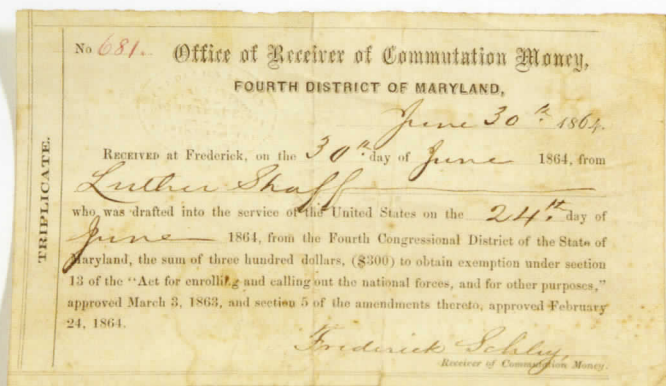 No 681.
Office of Receiver of Commutation Money,
FOURTH DISTRICT OF MARYLAND,
June 30th. 1864.
RECEIVED at Frederick, on the 30th day of June 1864, from
Luther Shaff
who was drafted into the service of the United States on the 24th. day of
June 1864, from the Fourth Congressional District of the State of
Maryland, the sum of three hundred dollars, ($300) to obtain exemption under section
13 of the "Act for enrolling and calling out the national forces, and for other purposes,"
approved March 3, 1863, and section 5 of the amendments thereto, approved February
24, 1864.
Frederick Schley,
Receiver of Commutation Money.
TRIPLICATE.